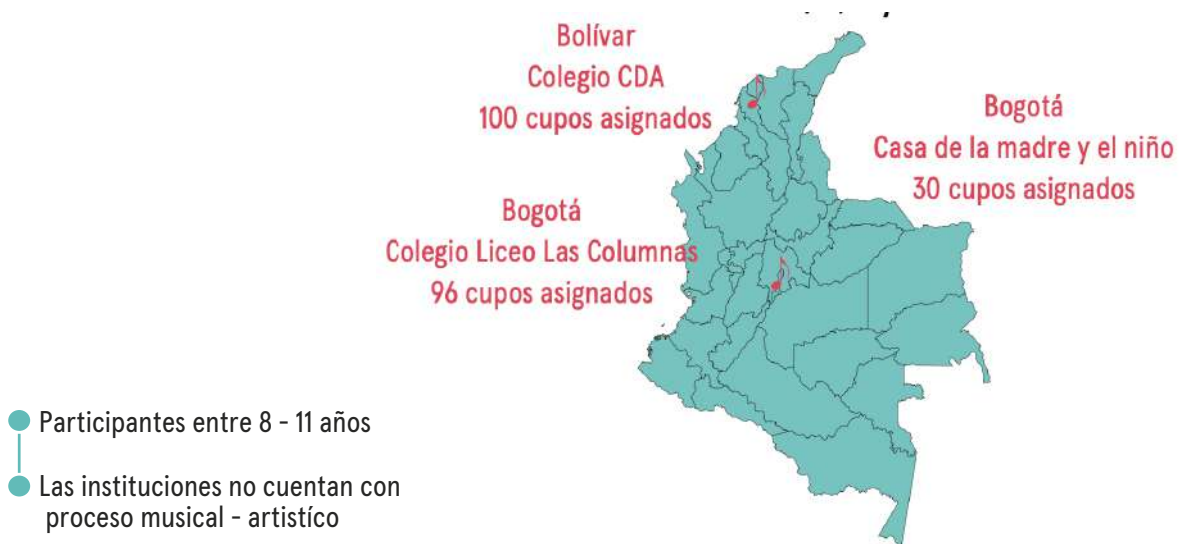 Bolívar
Colegio CDA
100 cupos asignados
Bogotá
Casa de la madre y el niño
30 cupos asignados
Bogotá
Colegio Liceo Las Columnas
96 cupos asignados
Participantes entre 8 - 11 años
Las instituciones no cuentan con
proceso musical - artistíco